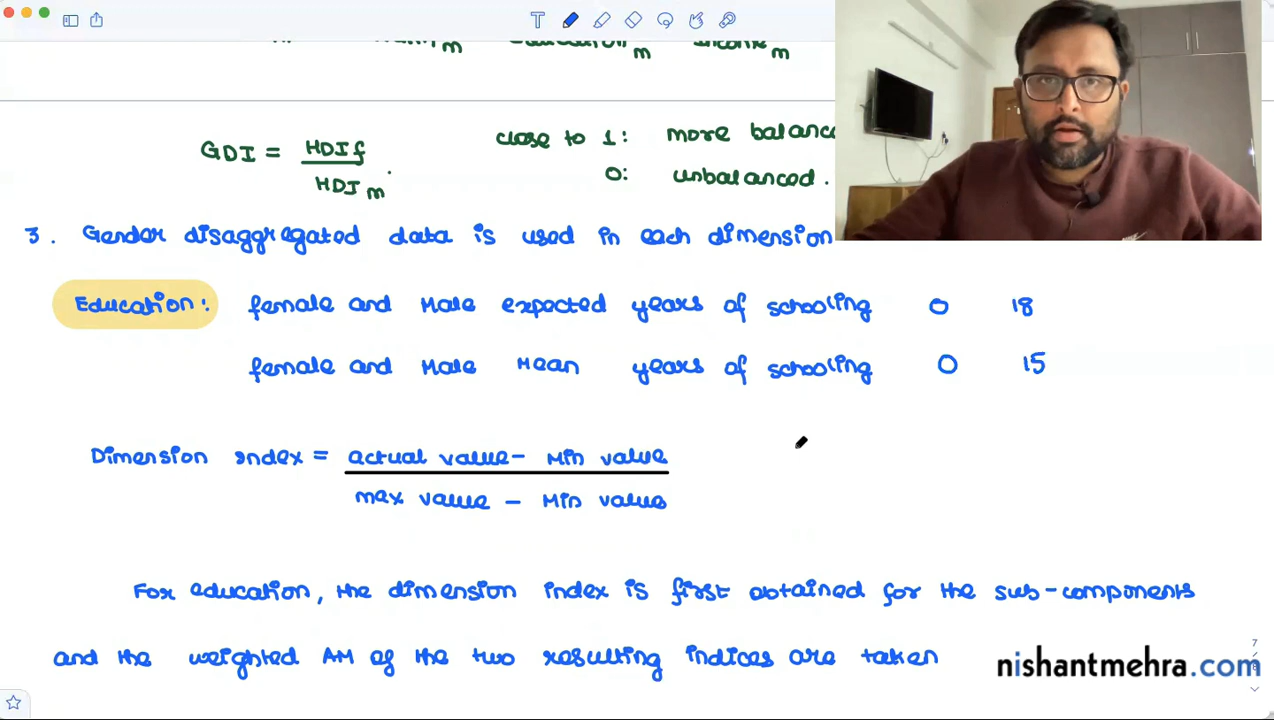 GDI = HDIf
HDI m
close to 1: more balance
0: unbalanced.
3. Gender disaggregated data is used in each dimension
Education: female and Male expected years of schooling 0 18
female and Male Mean years of schooling 0 15
Dimension Index = actual value - Min value
max value - Min value
For education, the dimension index is first obtained for the sub-components
and the weighted AM of the two resulting indices are taken
nishantmehra.com